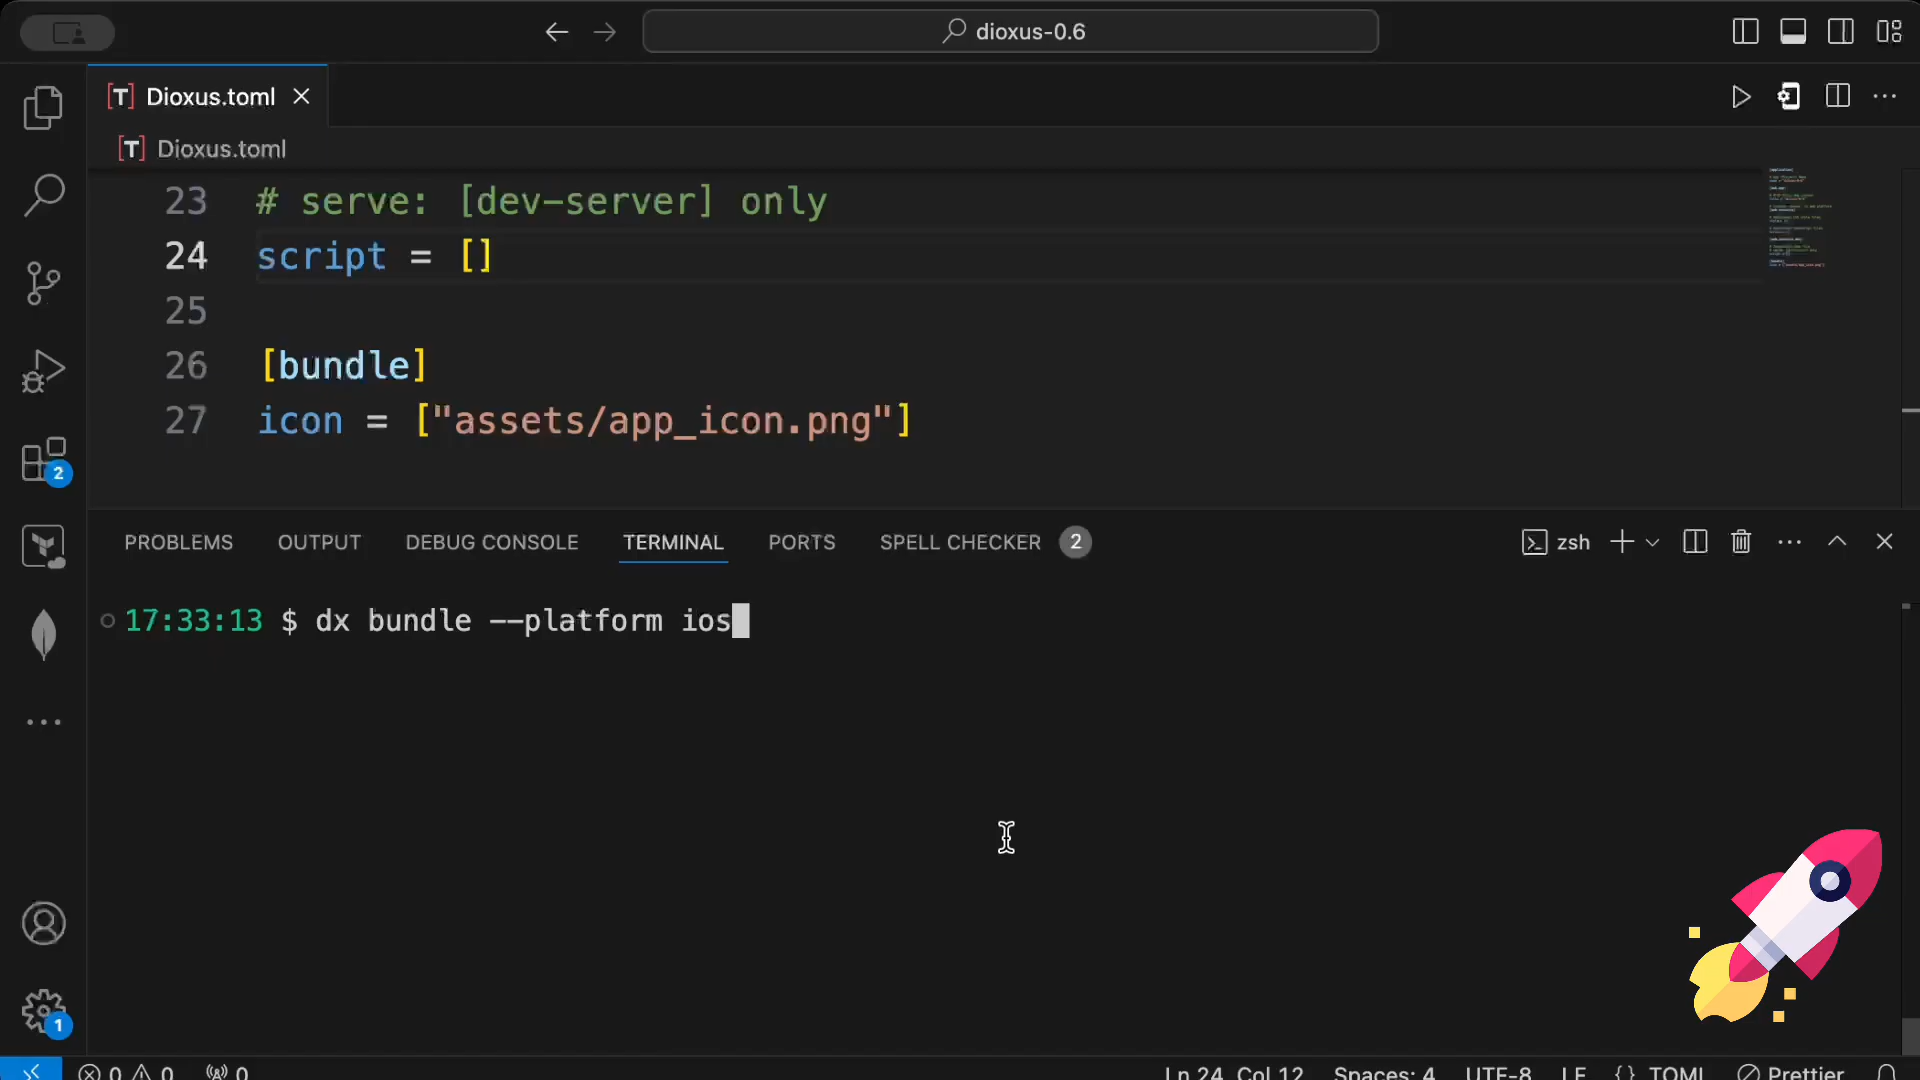 dioxus-0.6
Dioxus.toml
Dioxus.toml
23 # serve: [dev-server] only
24 script = []
25
26 [bundle]
27 icon = ["assets/app_icon.png"]
PROBLEMS OUTPUT DEBUG CONSOLE TERMINAL PORTS SPELL CHECKER 2 zsh
17:33:13 $ dx bundle --platform ios
2
1
0 0 0 Ln 24, Col 12 Spaces: 4 UTF-8 LF {} TOML Prettier